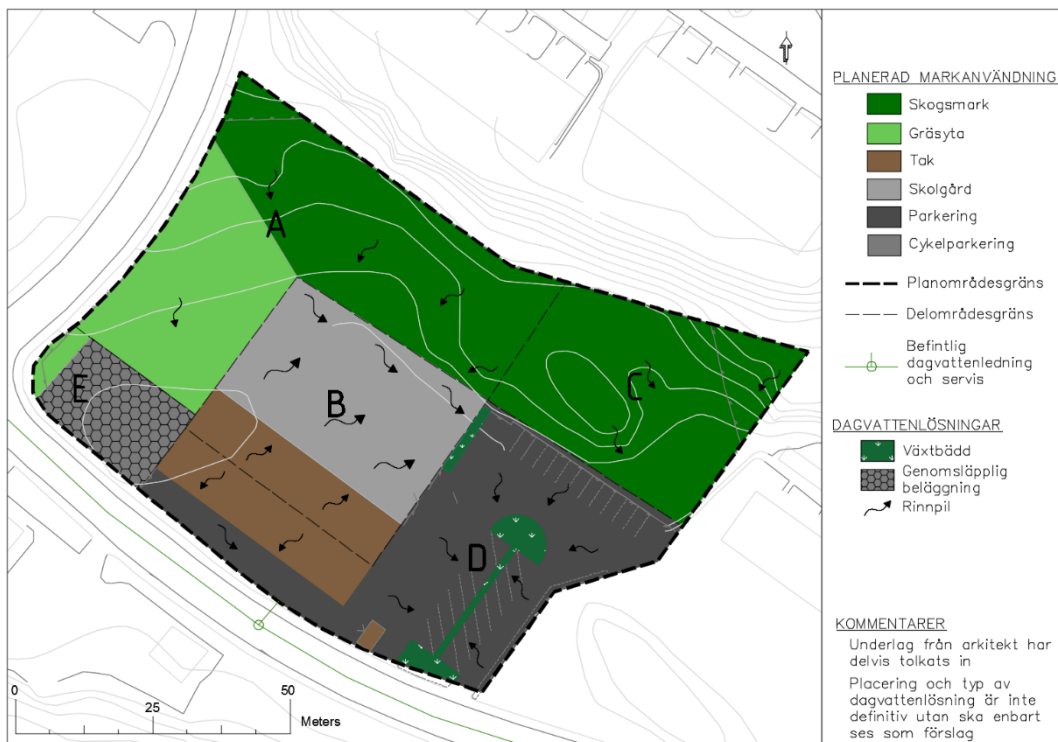 A
B
C
D
E
0
50
25
Meters
PLANERAD MARKANVÄNDNING
Skogsmark
Gräsyta
Tak
Skolgård
Parkering
Cykelparkering
Planområdesgräns
Delområdesgräns
Befintlig
dagvattenledning
och servis
DAGVATTENLÖSNINGAR
Växtbädd
Genomsläpplig
beläggning
Rinnpil
KOMMENTARER
Underlag från arkitekt har
delvis tolkats in
Placering och typ av
dagvattenlösning är inte
definitiv utan ska enbart
ses som förslag